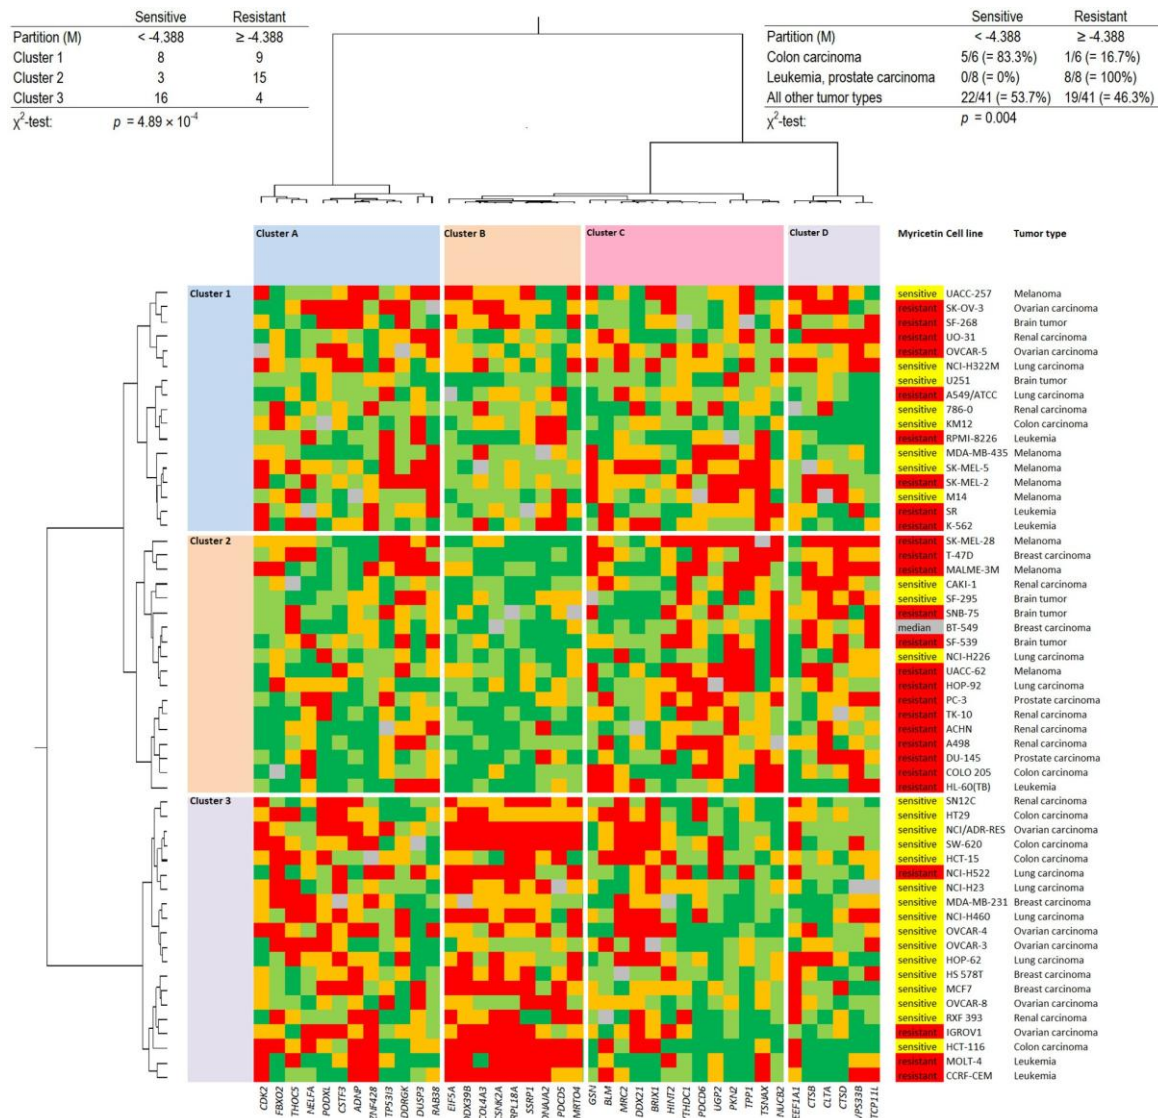 Sensitive Resistant
Partition (M) < -4.388 ≥ -4.388
Cluster 1 8 9
Cluster 2 3 15
Cluster 3 16 4
χ²-test: p = 4.89 × 10⁻⁴
Sensitive Resistant
Partition (M) < -4.388 ≥ -4.388
Colon carcinoma 5/6 (= 83.3%) 1/6 (= 16.7%)
Leukemia, prostate carcinoma 0/8 (= 0%) 8/8 (= 100%)
All other tumor types 22/41 (= 53.7%) 19/41 (= 46.3%)
χ²-test: p = 0.004
Cluster A Cluster B Cluster C Cluster D Myricetin Cell line Tumor type
Cluster 1
sensitive UACC-257 Melanoma
resistant SK-OV-3 Ovarian carcinoma
resistant SF-268 Brain tumor
resistant UO-31 Renal carcinoma
resistant OVCAR-5 Ovarian carcinoma
sensitive NCI-H322M Lung carcinoma
sensitive U251 Brain tumor
resistant A549/ATCC Lung carcinoma
sensitive 786-0 Renal carcinoma
sensitive KM12 Colon carcinoma
resistant RPMI-8226 Leukemia
sensitive MDA-MB-435 Melanoma
sensitive SK-MEL-5 Melanoma
resistant SK-MEL-2 Melanoma
sensitive M14 Melanoma
resistant SR Leukemia
resistant K-562 Leukemia
Cluster 2
resistant SK-MEL-28 Melanoma
resistant T-47D Breast carcinoma
resistant MALME-3M Melanoma
sensitive CAKI-1 Renal carcinoma
sensitive SF-295 Brain tumor
resistant SNB-75 Brain tumor
median BT-549 Breast carcinoma
resistant SF-539 Brain tumor
sensitive NCI-H226 Lung carcinoma
resistant UACC-62 Melanoma
resistant HOP-92 Lung carcinoma
resistant PC-3 Prostate carcinoma
resistant TK-10 Renal carcinoma
resistant ACHN Renal carcinoma
resistant A498 Renal carcinoma
resistant DU-145 Prostate carcinoma
resistant COLO 205 Colon carcinoma
resistant HL-60(TB) Leukemia
Cluster 3
sensitive SN12C Renal carcinoma
sensitive HT29 Colon carcinoma
sensitive NCI/ADR-RES Ovarian carcinoma
sensitive SW-620 Colon carcinoma
sensitive HCT-15 Colon carcinoma
resistant NCI-H522 Lung carcinoma
sensitive NCI-H23 Lung carcinoma
sensitive MDA-MB-231 Breast carcinoma
sensitive NCI-H460 Lung carcinoma
sensitive OVCAR-4 Ovarian carcinoma
sensitive OVCAR-3 Ovarian carcinoma
sensitive HOP-62 Lung carcinoma
sensitive HS 578T Breast carcinoma
sensitive MCF7 Breast carcinoma
sensitive OVCAR-8 Ovarian carcinoma
sensitive RXF 393 Renal carcinoma
resistant IGROV1 Ovarian carcinoma
sensitive HCT-116 Colon carcinoma
resistant MOLT-4 Leukemia
resistant CCRF-CEM Leukemia
CDK2 FBXO2 THOC5 NELFA PODXL CSTF3 ADNP ZNF428 TP53I3 DDRGK DUSP3 RAB38 EIF5A DDX39B COL4A3 CSNK2A RPL18A SSRP1 DNAJA2 PDCD5 MRTO4 GSN BLM MRC2 DDX21 BRIX1 HINT2 YTHDC1 PDCD6 UGP2 PKN2 TPP1 TSNAX NUCB2 EEF1A1 CTSB CLTA CTSD VPS33B TCP11L